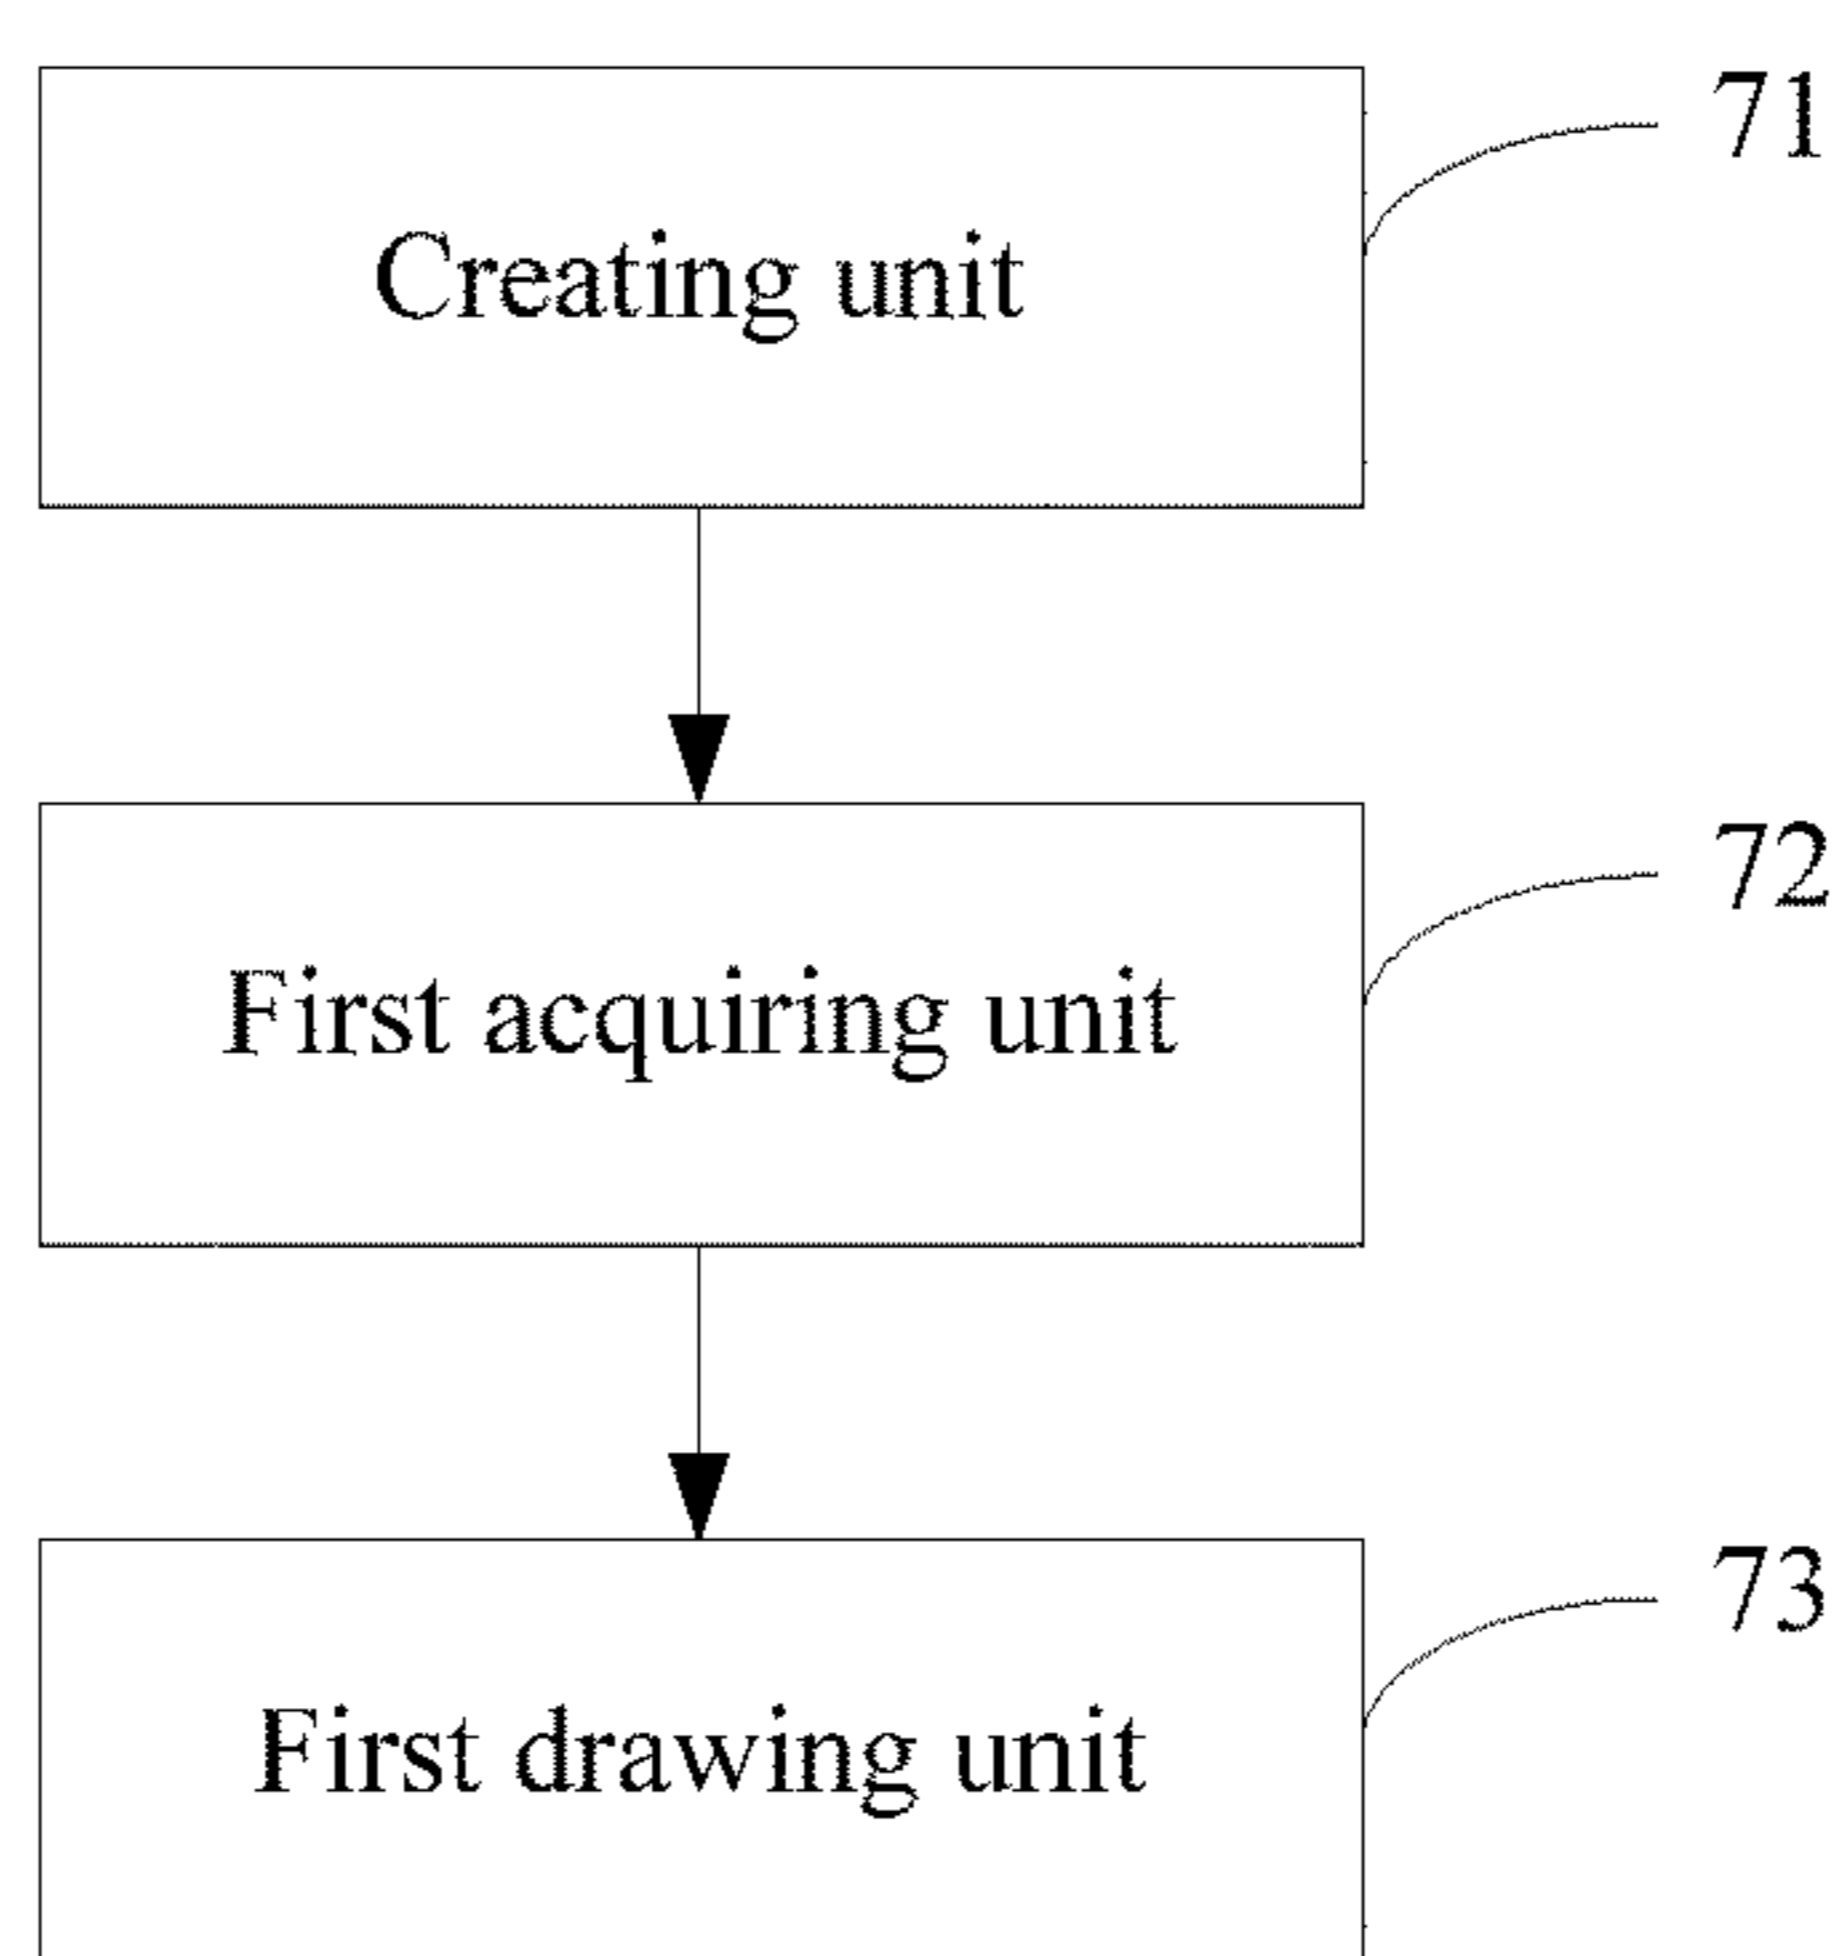 71
Creating unit
72
First acquiring unit
73
First drawing unit